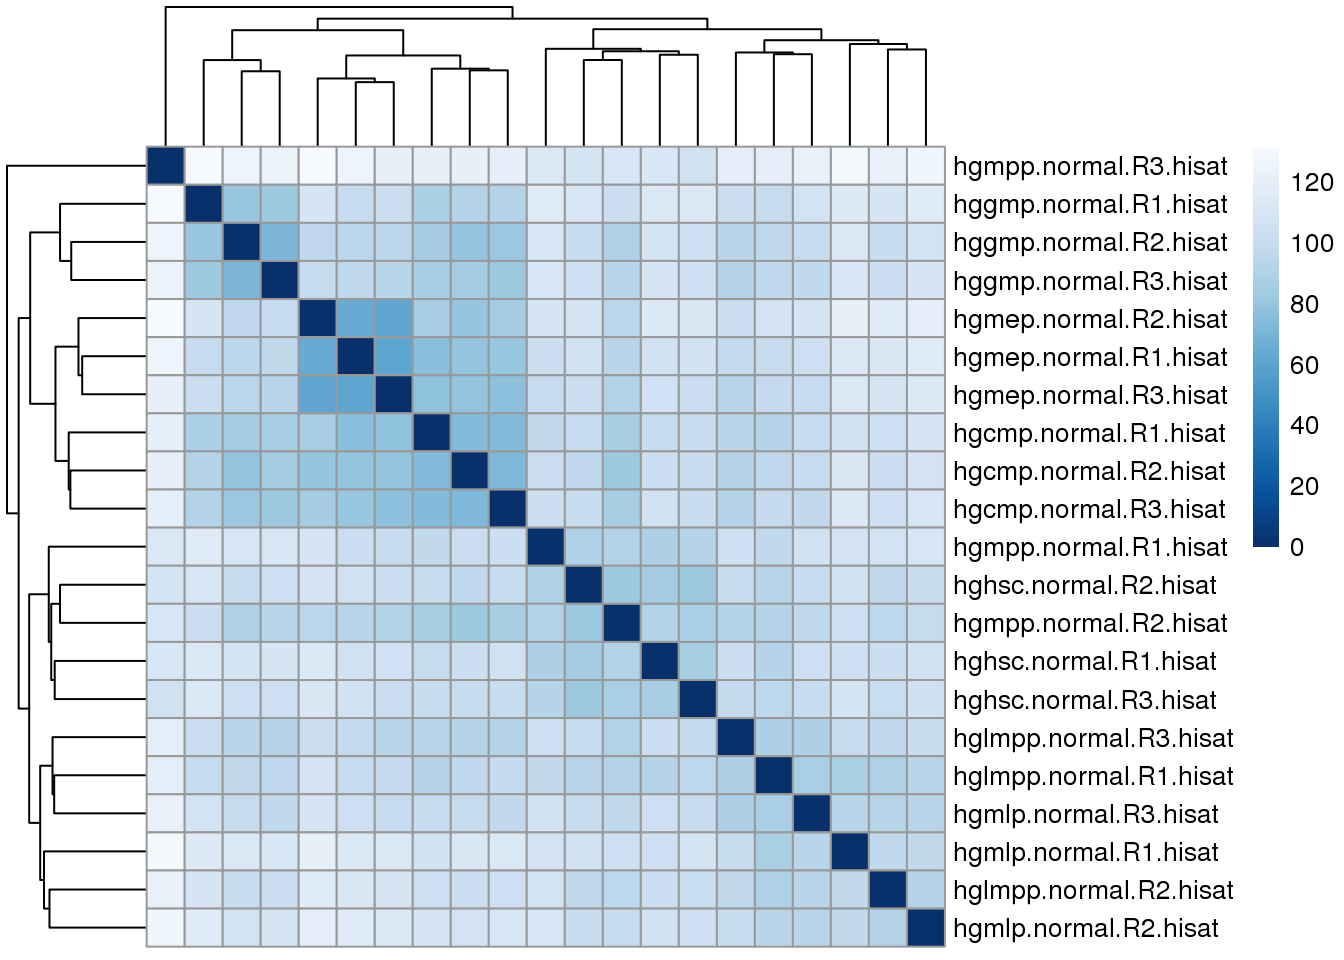 hgmpp.normal.R3.hisat
hggmp.normal.R1.hisat
hggmp.normal.R2.hisat
hggmp.normal.R3.hisat
hgmep.normal.R2.hisat
hgmep.normal.R1.hisat
hgmep.normal.R3.hisat
hgcmp.normal.R1.hisat
hgcmp.normal.R2.hisat
hgcmp.normal.R3.hisat
hgmpp.normal.R1.hisat
hghsc.normal.R2.hisat
hgmpp.normal.R2.hisat
hghsc.normal.R1.hisat
hghsc.normal.R3.hisat
hglmpp.normal.R3.hisat
hglmpp.normal.R1.hisat
hgmlp.normal.R3.hisat
hgmlp.normal.R1.hisat
hglmpp.normal.R2.hisat
hgmlp.normal.R2.hisat
120
100
80
60
40
20
0